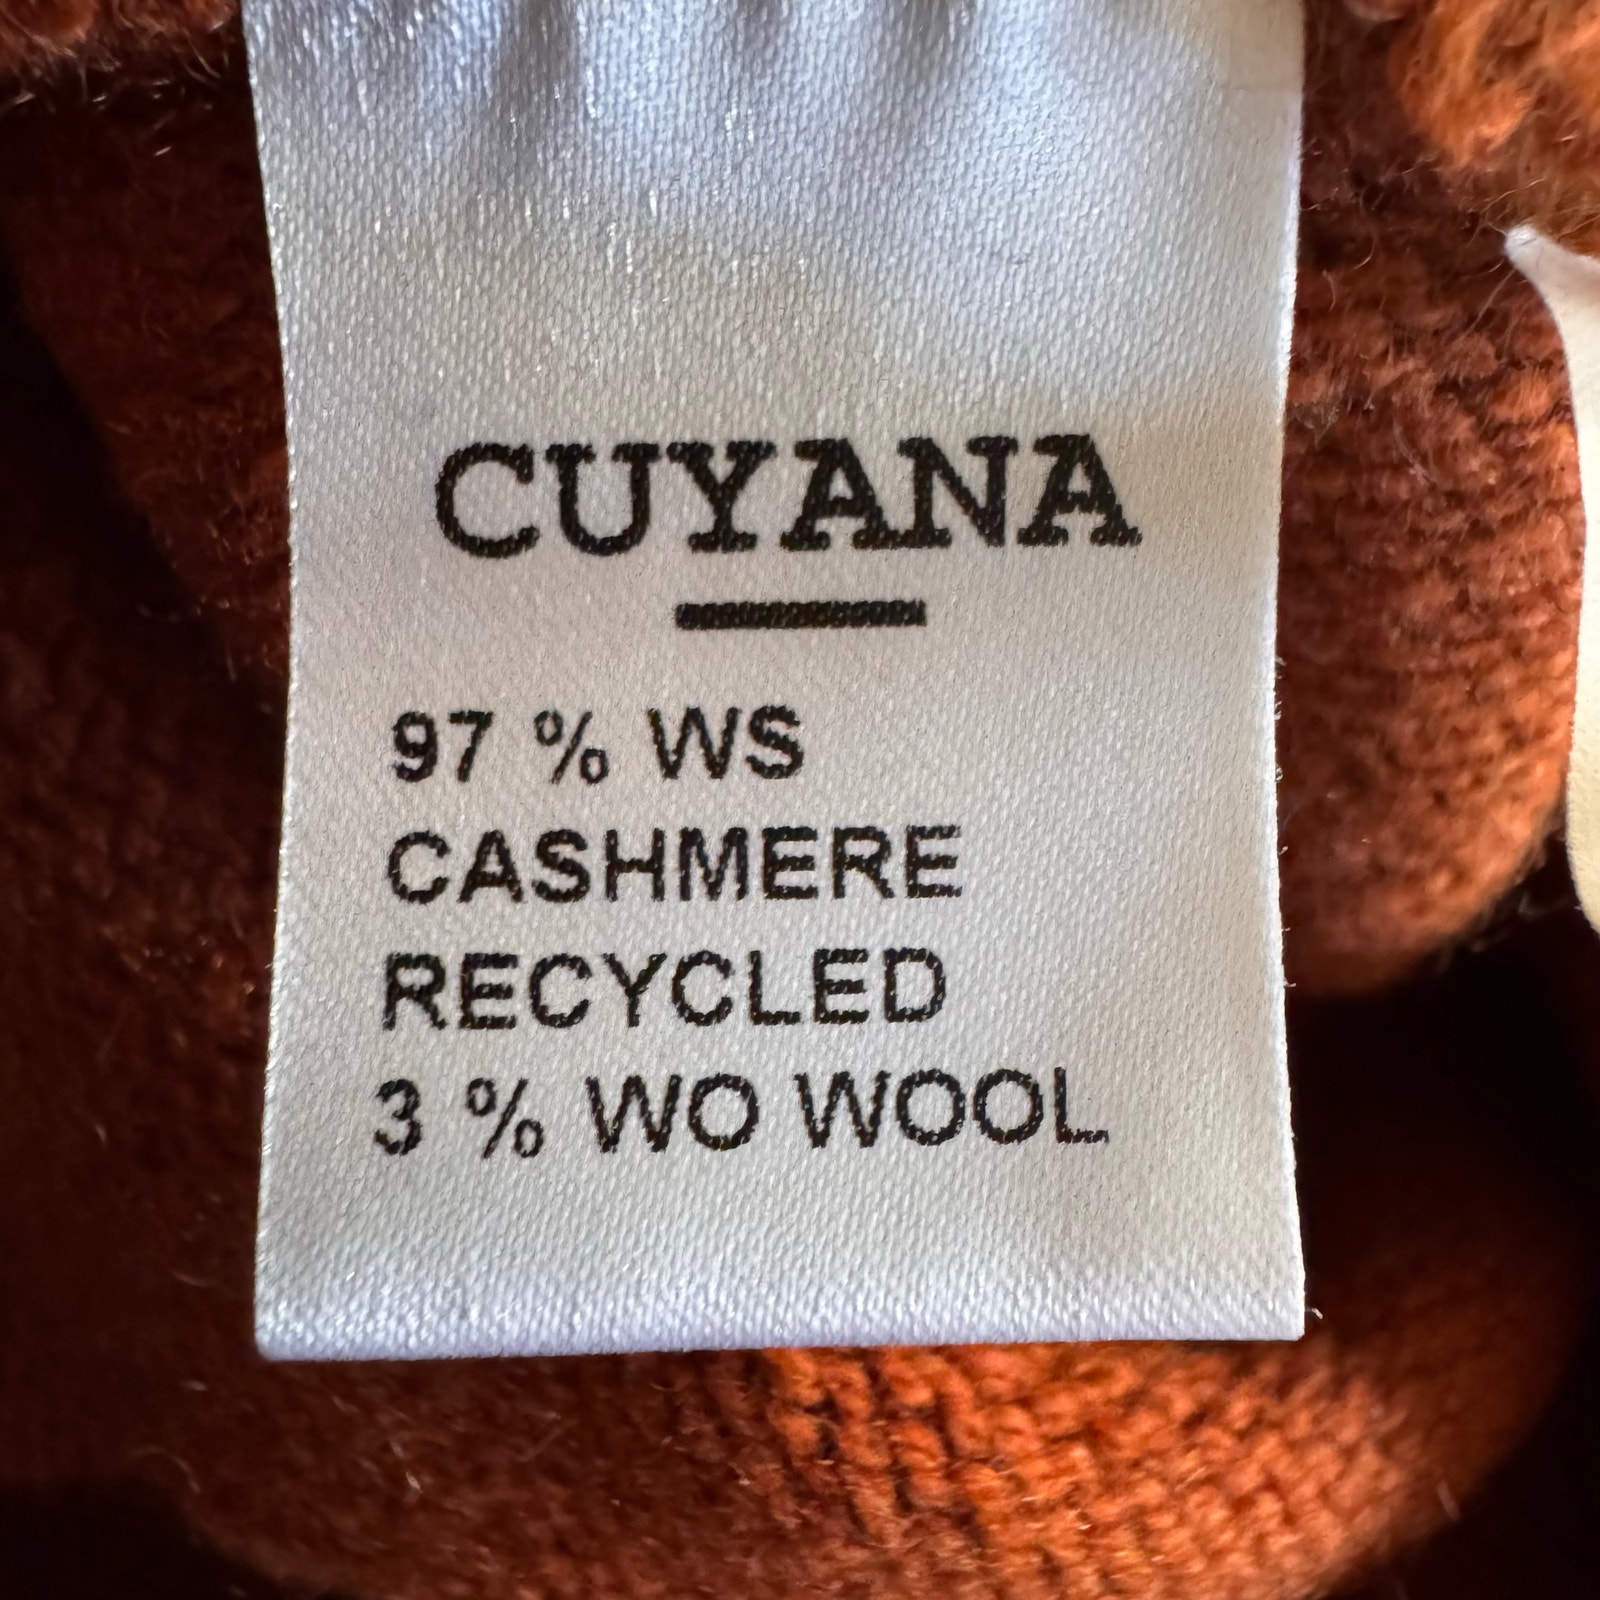 CUYANA
97 % WS
CASHMERE
RECYCLED
3 % WO WOOL